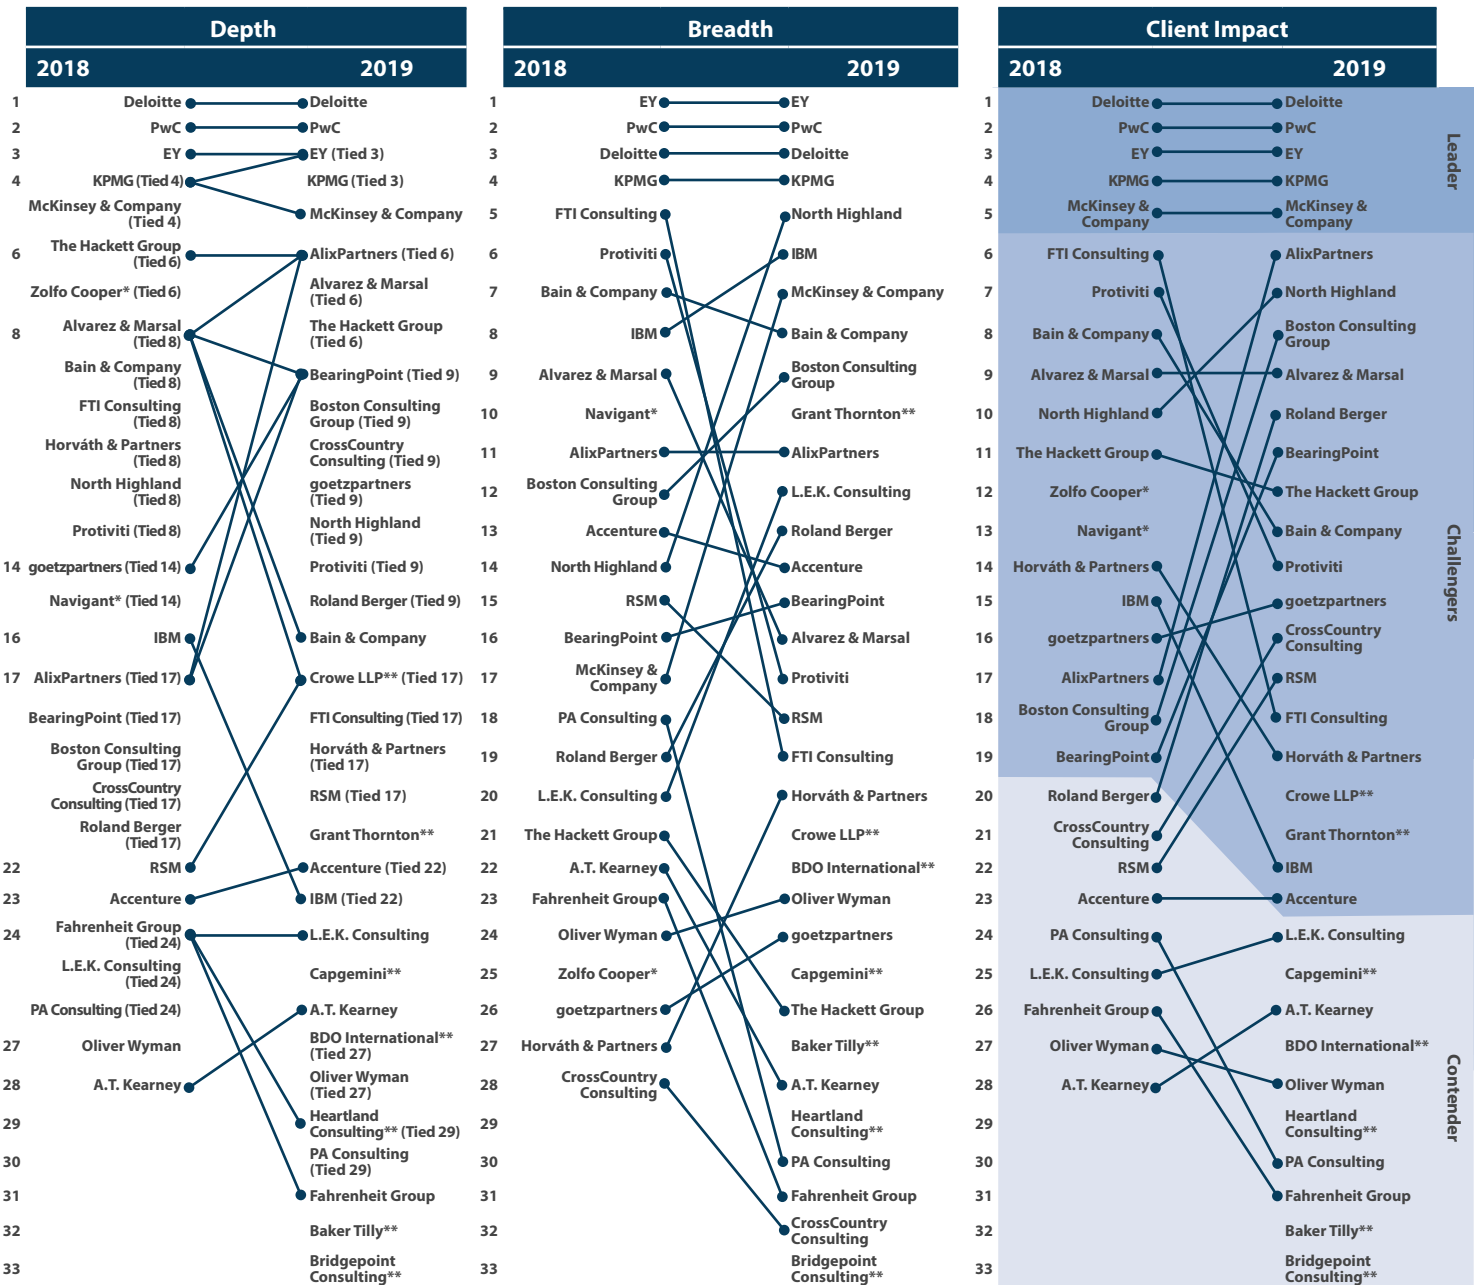 Depth
2018
2019
1
Deloitte
Deloitte
2
PwC
PwC
3
EY
EY (Tied 3)
4
KPMG (Tied 4)
KPMG (Tied 3)
McKinsey & Company
(Tied 4)
McKinsey & Company
6
The Hackett Group
(Tied 6)
AlixPartners (Tied 6)
Zolfo Cooper* (Tied 6)
Alvarez & Marsal
(Tied 6)
8
Alvarez & Marsal
(Tied 8)
The Hackett Group
(Tied 6)
Bain & Company
(Tied 8)
BearingPoint (Tied 9)
FTI Consulting
(Tied 8)
Boston Consulting
Group (Tied 9)
Horváth & Partners
(Tied 8)
CrossCountry
Consulting (Tied 9)
North Highland
(Tied 8)
goetzpartners
(Tied 9)
Protiviti (Tied 8)
North Highland
(Tied 9)
14
goetzpartners (Tied 14)
Protiviti (Tied 9)
Navigant* (Tied 14)
Roland Berger (Tied 9)
16
IBM
Bain & Company
17
AlixPartners (Tied 17)
Crowe LLP** (Tied 17)
BearingPoint (Tied 17)
FTI Consulting (Tied 17)
Boston Consulting
Group (Tied 17)
Horváth & Partners
(Tied 17)
CrossCountry
Consulting (Tied 17)
RSM (Tied 17)
Roland Berger
(Tied 17)
Grant Thornton**
22
RSM
Accenture (Tied 22)
23
Accenture
IBM (Tied 22)
24
Fahrenheit Group
(Tied 24)
L.E.K. Consulting
L.E.K. Consulting
(Tied 24)
Capgemini**
PA Consulting (Tied 24)
A.T. Kearney
27
Oliver Wyman
BDO International**
(Tied 27)
28
A.T. Kearney
Oliver Wyman
(Tied 27)
29
Heartland
Consulting** (Tied 29)
30
PA Consulting
(Tied 29)
31
Fahrenheit Group
32
Baker Tilly**
33
Bridgepoint
Consulting**
Breadth
2018
2019
1
EY
EY
2
PwC
PwC
3
Deloitte
Deloitte
4
KPMG
KPMG
5
FTI Consulting
North Highland
6
Protiviti
IBM
7
Bain & Company
McKinsey & Company
8
IBM
Bain & Company
9
Alvarez & Marsal
Boston Consulting
Group
10
Navigant*
Grant Thornton**
11
AlixPartners
AlixPartners
12
Boston Consulting
Group
L.E.K. Consulting
13
Accenture
Roland Berger
14
North Highland
Accenture
15
RSM
BearingPoint
16
BearingPoint
Alvarez & Marsal
17
McKinsey &
Company
Protiviti
18
PA Consulting
RSM
19
Roland Berger
FTI Consulting
20
L.E.K. Consulting
Horváth & Partners
21
The Hackett Group
Crowe LLP**
22
A.T. Kearney
BDO International**
23
Fahrenheit Group
Oliver Wyman
24
Oliver Wyman
goetzpartners
25
Zolfo Cooper*
Capgemini**
26
goetzpartners
The Hackett Group
27
Horváth & Partners
Baker Tilly**
28
CrossCountry
Consulting
A.T. Kearney
29
Heartland
Consulting**
30
PA Consulting
31
Fahrenheit Group
32
CrossCountry
Consulting
33
Bridgepoint
Consulting**
Client Impact
2018
2019
1
Deloitte
Deloitte
2
PwC
PwC
3
EY
EY
4
KPMG
KPMG
5
McKinsey &
Company
McKinsey &
Company
Leader
6
FTI Consulting
AlixPartners
7
Protiviti
North Highland
8
Bain & Company
Boston Consulting
Group
9
Alvarez & Marsal
Alvarez & Marsal
10
North Highland
Roland Berger
11
The Hackett Group
BearingPoint
12
Zolfo Cooper*
The Hackett Group
13
Navigant*
Bain & Company
14
Horváth & Partners
Protiviti
15
IBM
goetzpartners
16
goetzpartners
CrossCountry
Consulting
17
AlixPartners
RSM
18
Boston Consulting
Group
FTI Consulting
19
BearingPoint
Horváth & Partners
20
Roland Berger
Crowe LLP**
21
CrossCountry
Consulting
Grant Thornton**
22
RSM
IBM
23
Accenture
Accenture
Challengers
24
PA Consulting
L.E.K. Consulting
25
L.E.K. Consulting
Capgemini**
26
Fahrenheit Group
A.T. Kearney
27
Oliver Wyman
BDO International**
28
A.T. Kearney
Oliver Wyman
29
Heartland
Consulting**
30
PA Consulting
31
Fahrenheit Group
32
Baker Tilly**
33
Bridgepoint
Consulting**
Contender